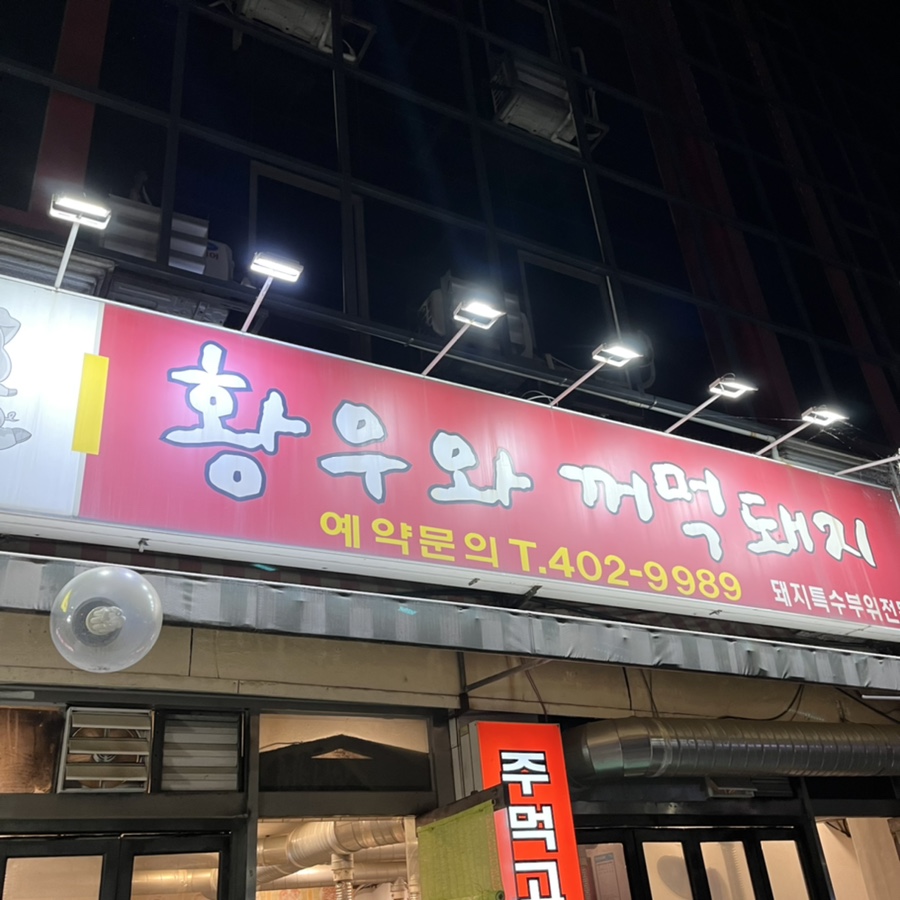 황우와 꺼먹돼지
예약문의 T.402-9989
돼지특수부위전
주먹고